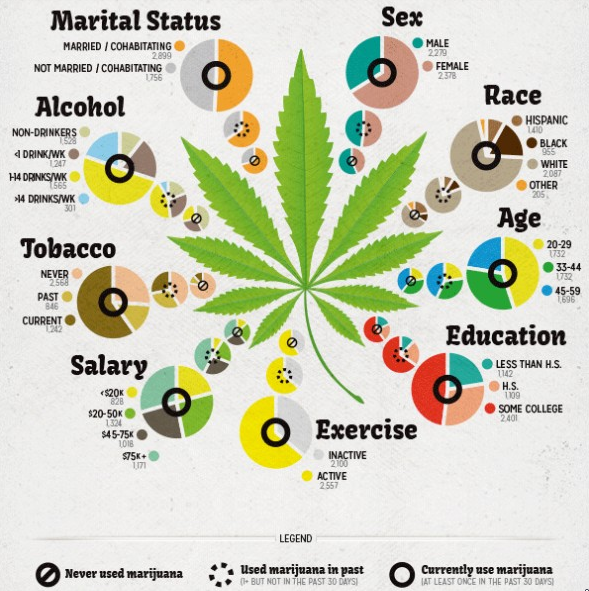 Marital Status
MARRIED / COHABITATING
2,899
NOT MARRIED / COHABITATING
1,756
Sex
MALE
2,279
FEMALE
2,378
Alcohol
NON-DRINKERS
1,528
<1 DRINK/WK
1,247
1-14 DRINKS/WK
1,565
>14 DRINKS/WK
301
Race
HISPANIC
1,410
BLACK
955
WHITE
2,087
OTHER
205
Age
20-29
1,732
33-44
1,732
45-59
1,696
Tobacco
NEVER
2,568
PAST
846
CURRENT
1,242
Education
LESS THAN H.S.
1,142
H.S.
1,109
SOME COLLEGE
2,401
Salary
<$20K
828
$20-50K
1,324
$45-75K
1,018
$75K+
1,171
Exercise
INACTIVE
2,100
ACTIVE
2,557
LEGEND
Never used marijuana
Used marijuana in past
(1+ BUT NOT IN THE PAST 30 DAYS)
Currently use marijuana
(AT LEAST ONCE IN THE PAST 30 DAYS)